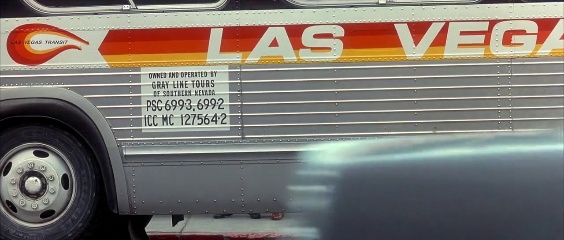 LAS VEGAS TRANSIT
LAS VEGA
OWNED AND OPERATED BY
GRAY LINE TOURS
OF SOUTHERN NEVADA
PSC 6993,6992
ICC MC 127564-2